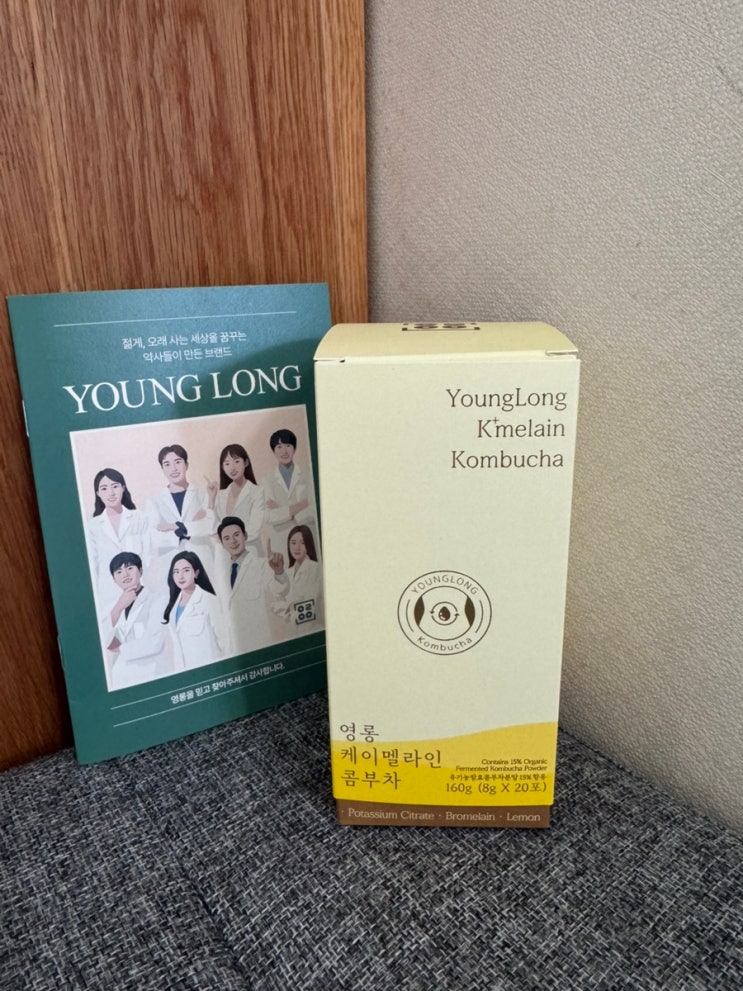 젊게, 오래 사는 세상을 꿈꾸는
약사들이 만든 브랜드
YOUNG LONG
영롱을 믿고 찾아주셔서 감사합니다.
YoungLong
K⁺melain
Kombucha
YOUNGLONG
Kombucha
영롱
케이멜라인
콤부차
Contains 15% Organic
Fermented Kombucha Powder
유기농발효콤부차분말 15% 함유
160g (8g X 20포)
· Potassium Citrate · Bromelain · Lemon